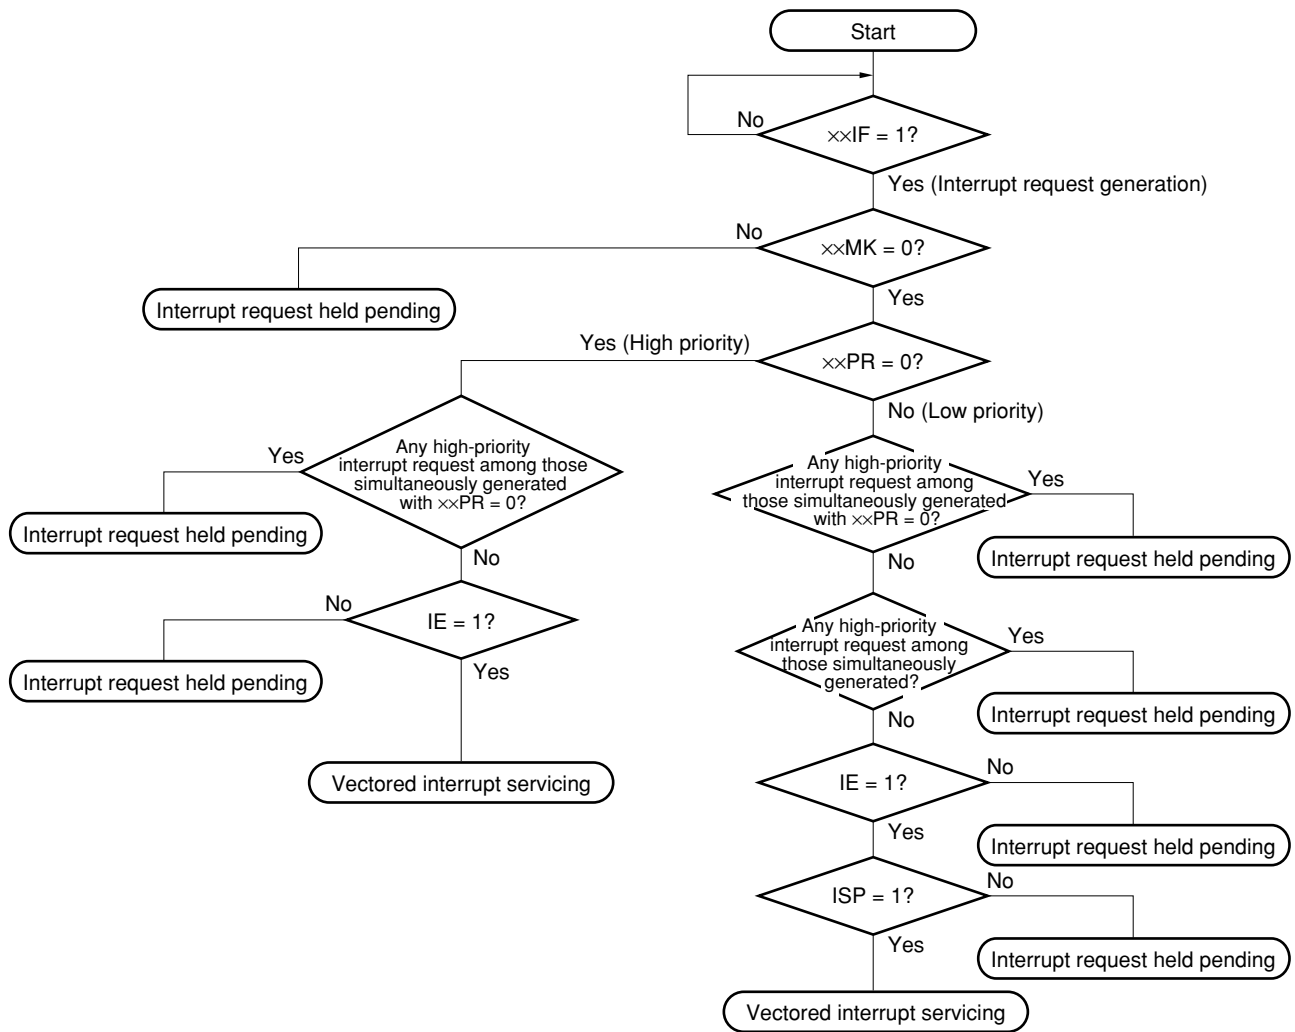 Start
No
××IF = 1?
Yes (Interrupt request generation)
No
××MK = 0?
Interrupt request held pending
Yes
Yes (High priority)
××PR = 0?
No (Low priority)
Yes
Any high-priority
interrupt request among those
simultaneously generated
with ××PR = 0?
Any high-priority
interrupt request among
those simultaneously generated
with ××PR = 0?
Yes
Interrupt request held pending
Interrupt request held pending
No
No
No
IE = 1?
Any high-priority
interrupt request among
those simultaneously
generated?
Yes
Interrupt request held pending
Yes
Interrupt request held pending
No
Vectored interrupt servicing
IE = 1?
No
Yes
Interrupt request held pending
ISP = 1?
No
Yes
Interrupt request held pending
Vectored interrupt servicing